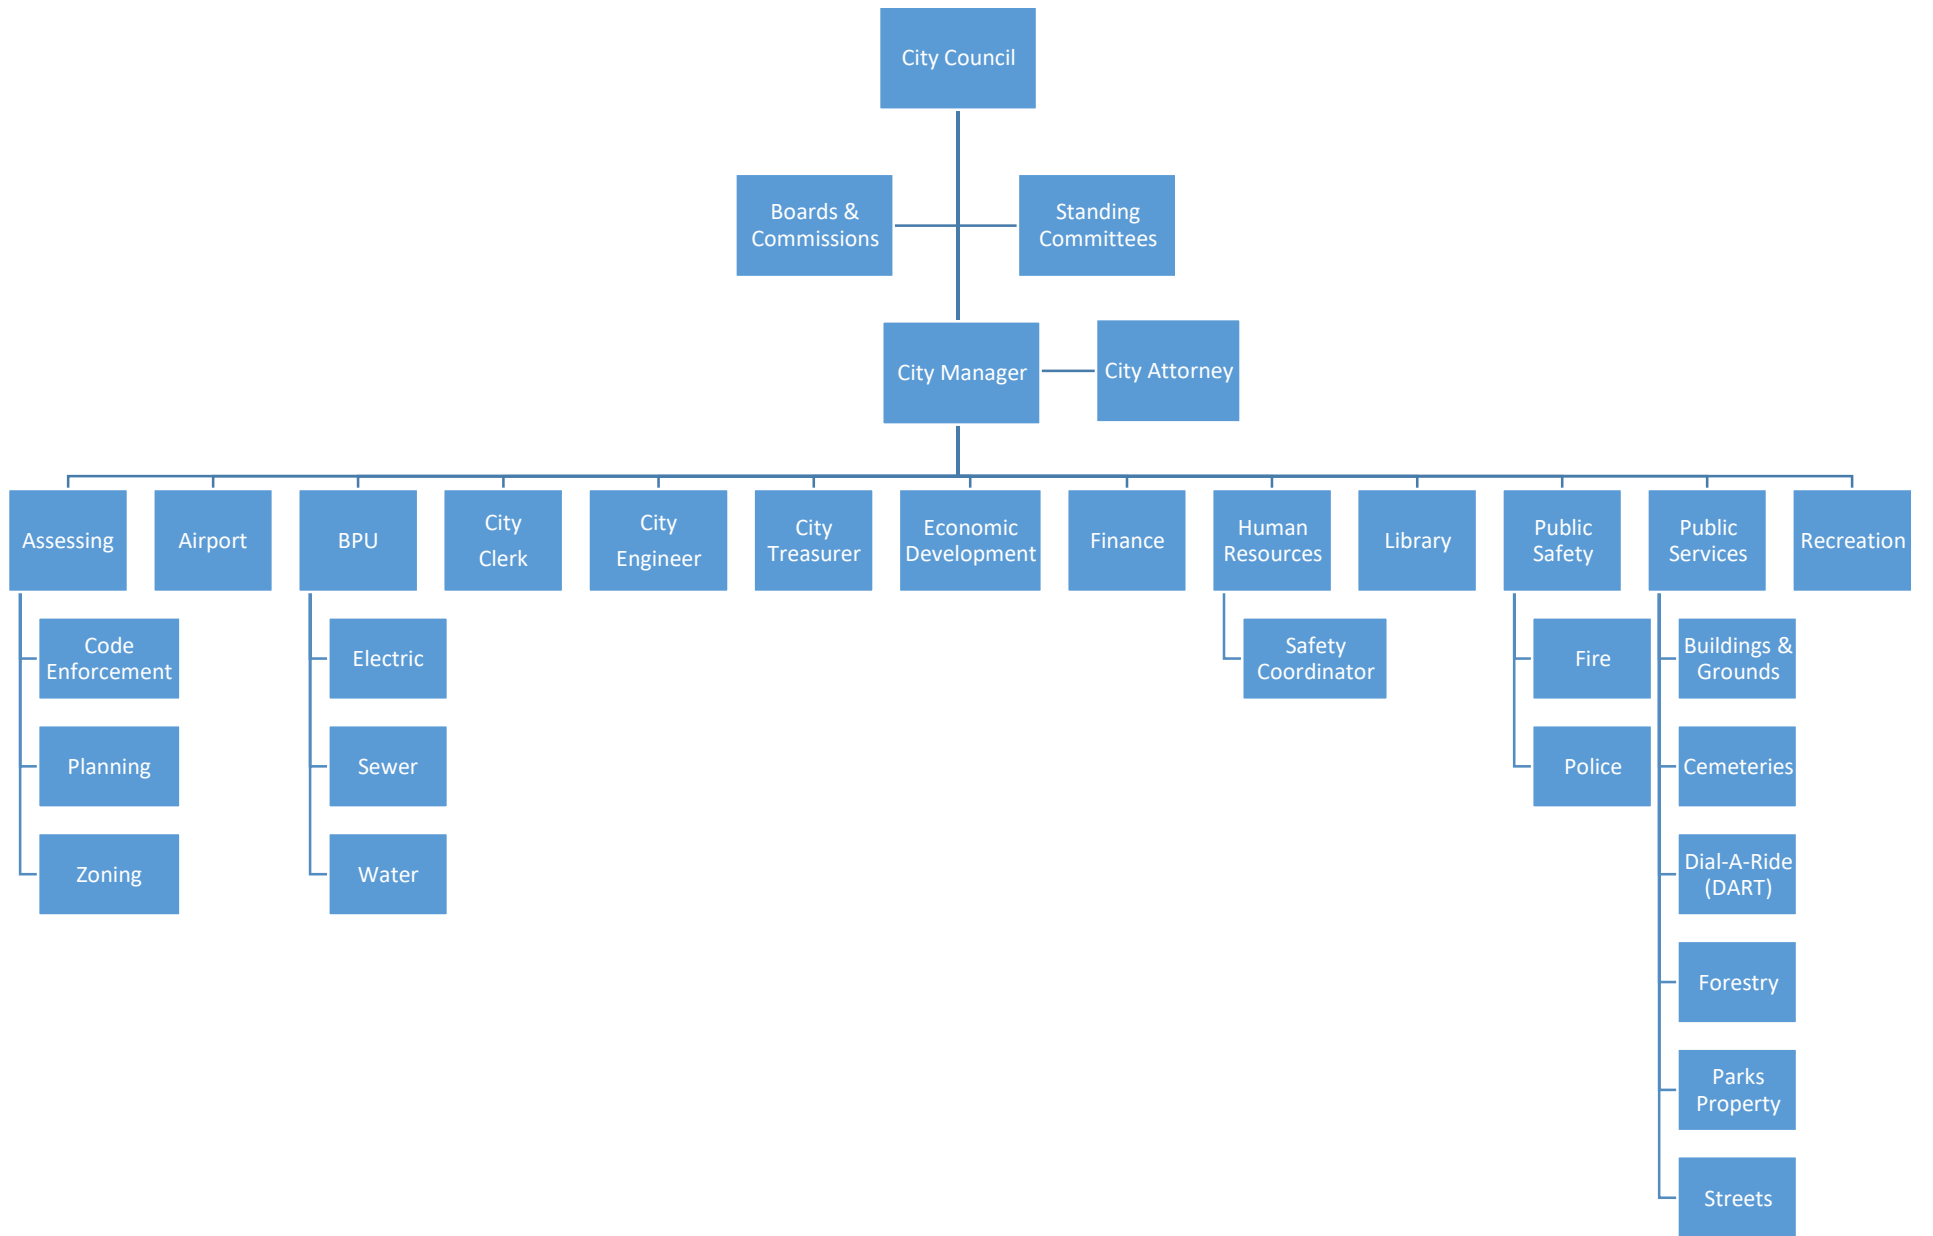 City Council
Boards &
Commissions
Standing
Committees
City Manager
City Attorney
Assessing
Airport
BPU
City
Clerk
City
Engineer
City
Treasurer
Economic
Development
Finance
Human
Resources
Library
Public
Safety
Public
Services
Recreation
Code
Enforcement
Planning
Zoning
Electric
Sewer
Water
Safety
Coordinator
Fire
Police
Buildings &
Grounds
Cemeteries
Dial-A-Ride
(DART)
Forestry
Parks
Property
Streets